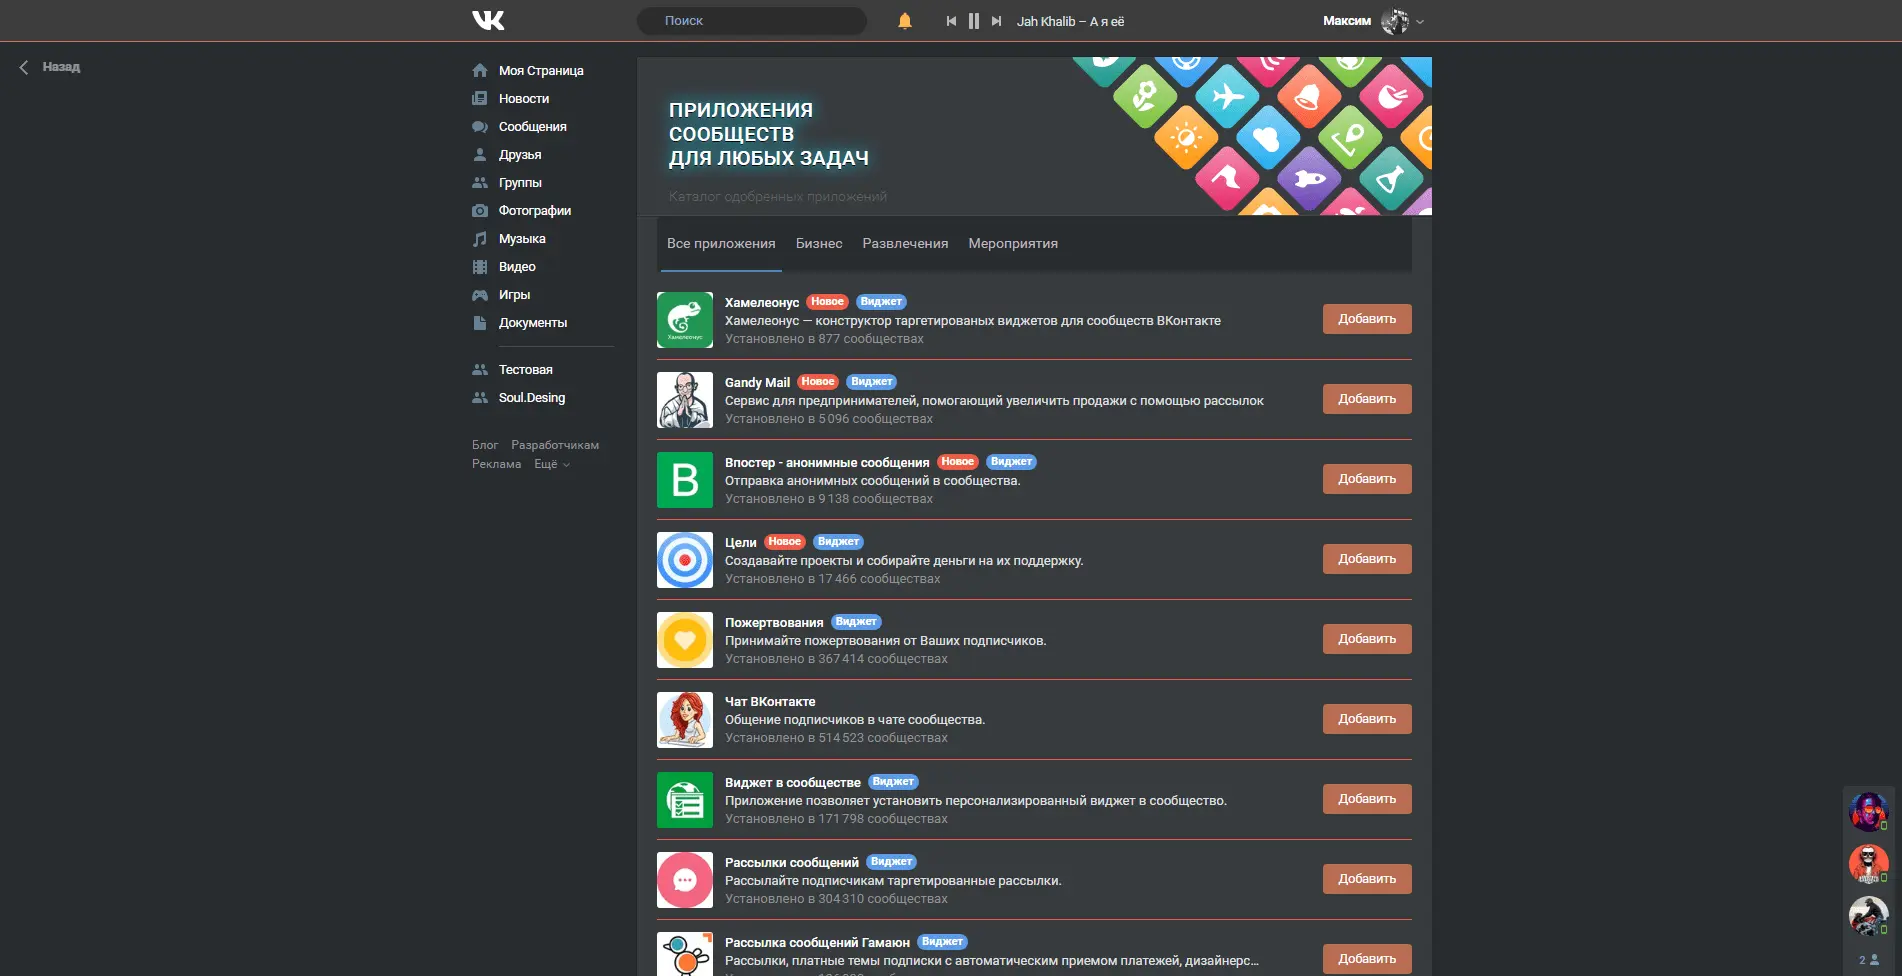 Поиск
Jah Khalib – А я её
Максим
Назад
Моя Страница
Новости
Сообщения
Друзья
Группы
Фотографии
Музыка
Видео
Игры
Документы
Тестовая
Soul.Desing
Блог Разработчикам
Реклама Ещё
ПРИЛОЖЕНИЯ
СООБЩЕСТВ
ДЛЯ ЛЮБЫХ ЗАДАЧ
Каталог одобренных приложений
Все приложения Бизнес Развлечения Мероприятия
Хамелеонус
Хамелеонус Новое Виджет
Хамелеонус — конструктор таргетированых виджетов для сообществ ВКонтакте
Установлено в 877 сообществах
Добавить
Gandy Mail Новое Виджет
Сервис для предпринимателей, помогающий увеличить продажи с помощью рассылок
Установлено в 5 096 сообществах
Добавить
В
Впостер - анонимные сообщения Новое Виджет
Отправка анонимных сообщений в сообщества.
Установлено в 9 138 сообществах
Добавить
Цели Новое Виджет
Создавайте проекты и собирайте деньги на их поддержку.
Установлено в 17 466 сообществах
Добавить
Пожертвования Виджет
Принимайте пожертвования от Ваших подписчиков.
Установлено в 367 414 сообществах
Добавить
Чат ВКонтакте
Общение подписчиков в чате сообщества.
Установлено в 514 523 сообществах
Добавить
Виджет в сообществе Виджет
Приложение позволяет установить персонализированный виджет в сообщество.
Установлено в 171 798 сообществах
Добавить
Рассылки сообщений Виджет
Рассылайте подписчикам таргетированные рассылки.
Установлено в 304 310 сообществах
Добавить
Рассылка сообщений Гамаюн Виджет
Рассылки, платные темы подписки с автоматическим приемом платежей, дизайнерс...
Добавить
2